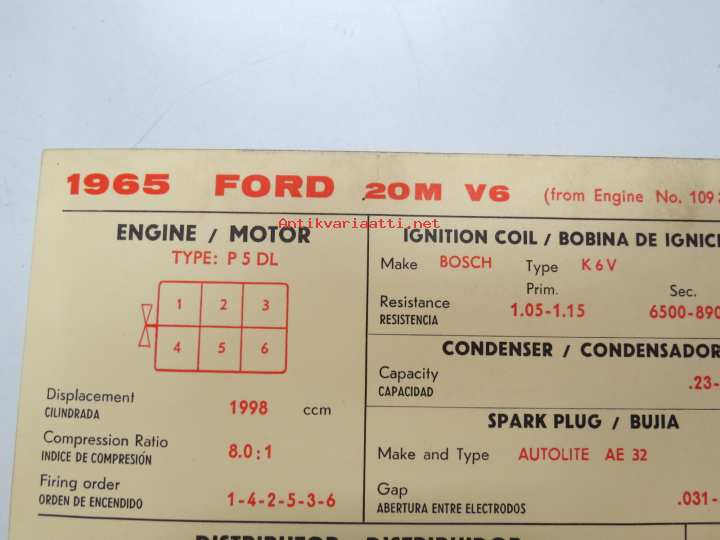 1965 FORD 20M V6 (from Engine No. 109
Antikvariaatti.net
ENGINE / MOTOR
TYPE: P 5 DL
1 2 3
4 5 6
Displacement
CILINDRADA
1998 ccm
Compression Ratio
INDICE DE COMPRESIÓN
8.0:1
Firing order
ORDEN DE ENCENDIDO
1-4-2-5-3-6
IGNITION COIL / BOBINA DE IGNICI
Make BOSCH Type K 6 V
Prim. Sec.
Resistance
RESISTENCIA
1.05-1.15 6500-890
CONDENSER / CONDENSADOR
Capacity
CAPACIDAD
.23-
SPARK PLUG / BUJIA
Make and Type AUTOLITE AE 32
Gap
ABERTURA ENTRE ELECTRODOS
.031-
DISTRIBUTOR - DISTRIBUIDOR